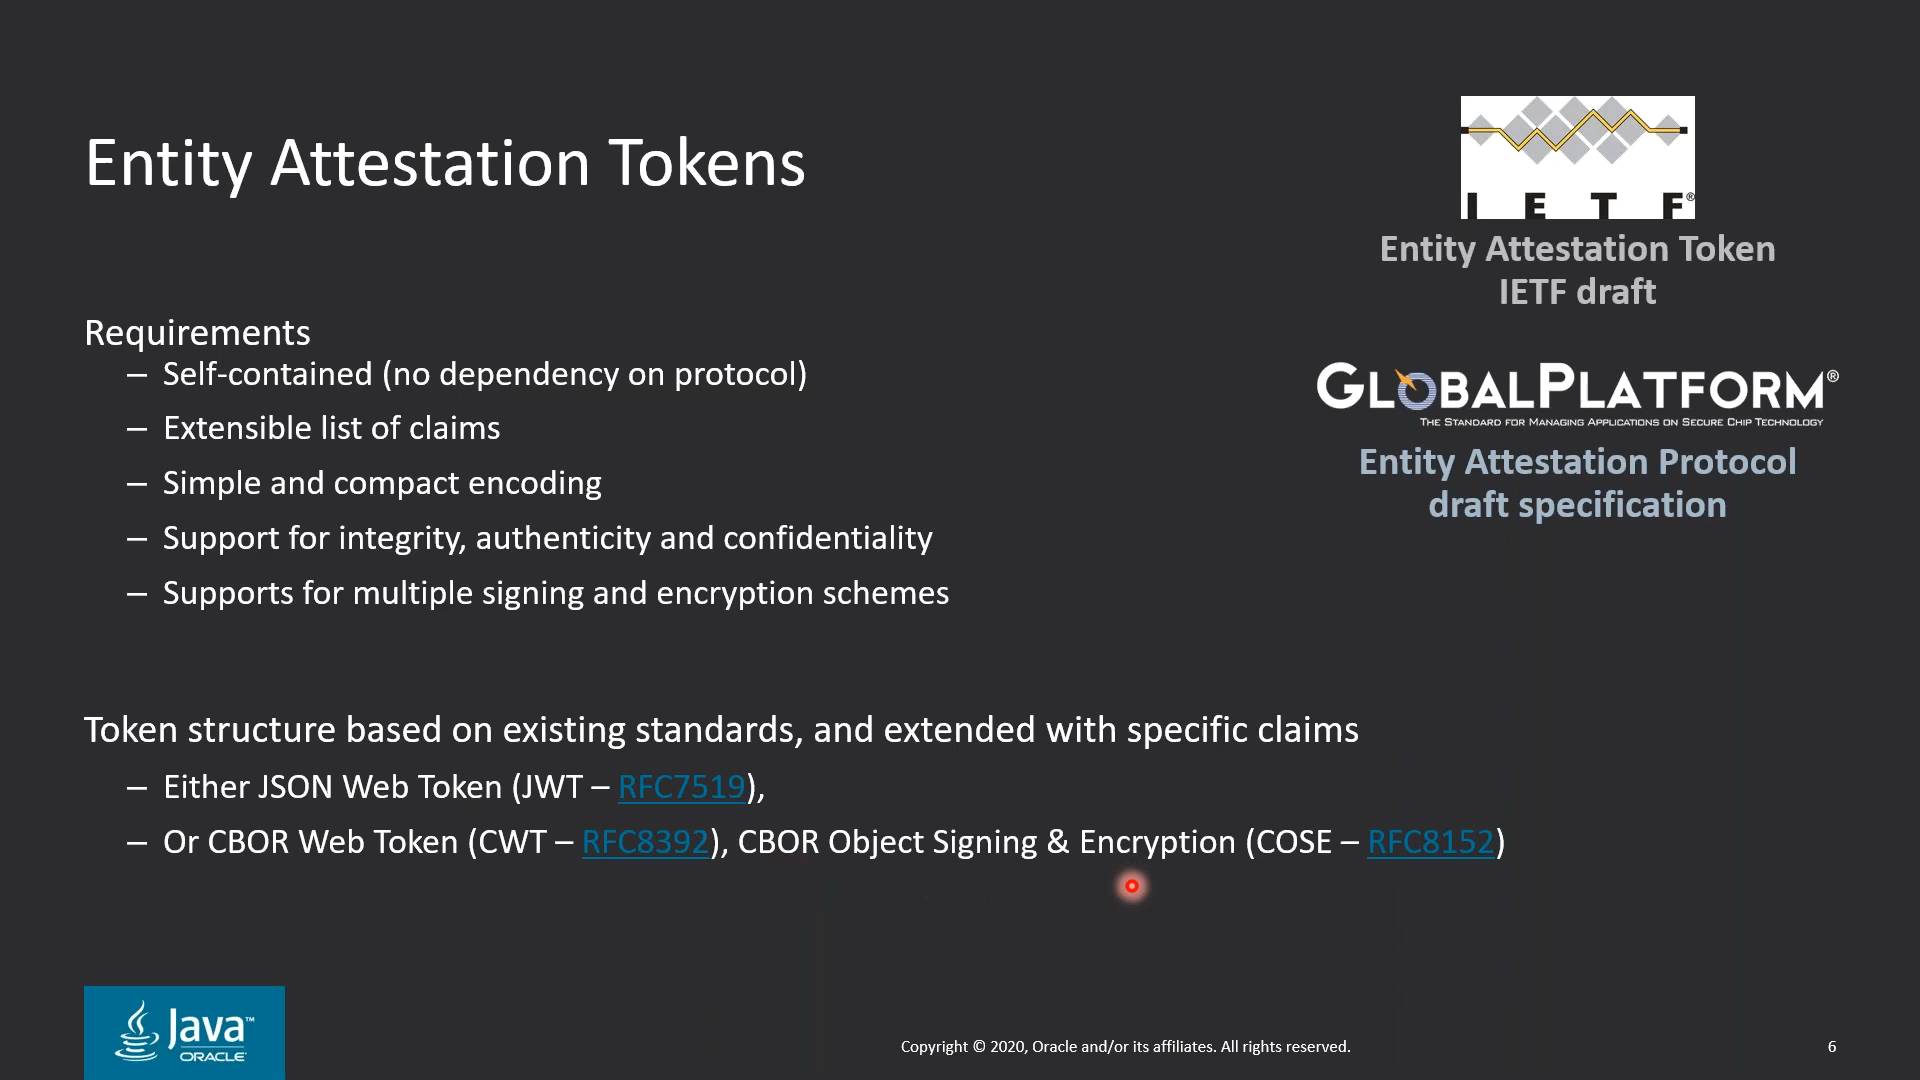 Entity Attestation Tokens
I E T F®
Entity Attestation Token
IETF draft
GLOBALPLATFORM®
THE STANDARD FOR MANAGING APPLICATIONS ON SECURE CHIP TECHNOLOGY
Entity Attestation Protocol
draft specification
Requirements
– Self-contained (no dependency on protocol)
– Extensible list of claims
– Simple and compact encoding
– Support for integrity, authenticity and confidentiality
– Supports for multiple signing and encryption schemes
Token structure based on existing standards, and extended with specific claims
– Either JSON Web Token (JWT – RFC7519),
– Or CBOR Web Token (CWT – RFC8392), CBOR Object Signing & Encryption (COSE – RFC8152)
Java™
ORACLE
Copyright © 2020, Oracle and/or its affiliates. All rights reserved.
6